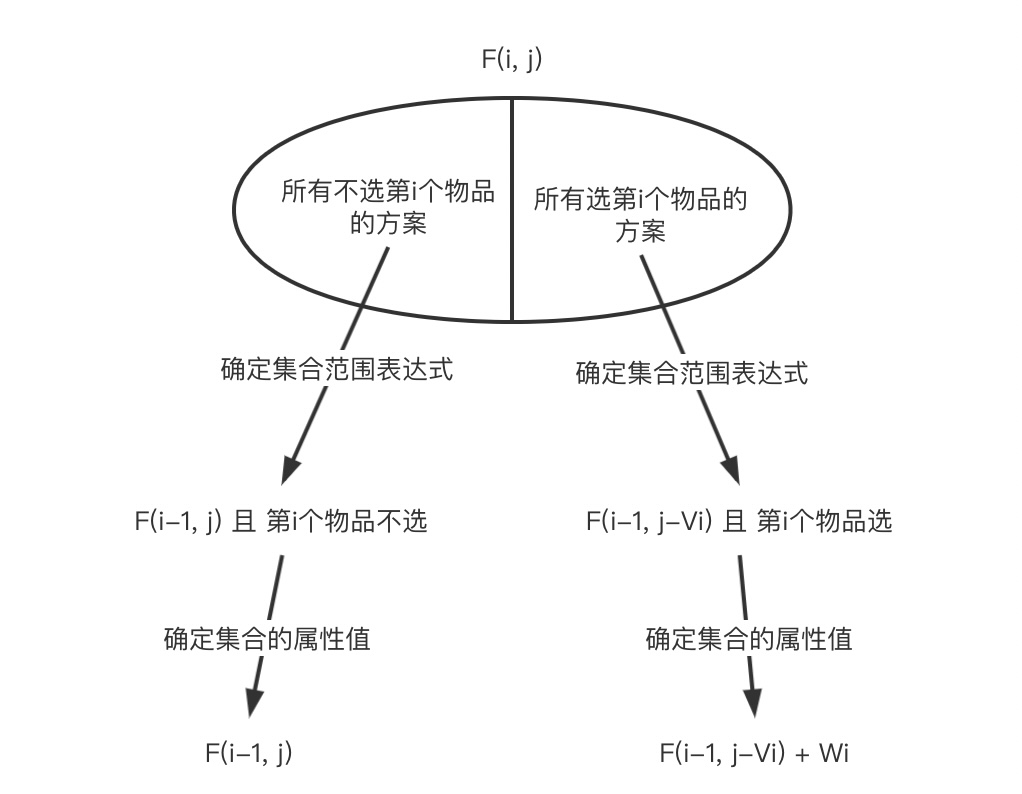 F(i, j)
所有不选第i个物品
的方案
所有选第i个物品的
方案
确定集合范围表达式
确定集合范围表达式
F(i–1, j) 且 第i个物品不选
F(i–1, j–Vi) 且 第i个物品选
确定集合的属性值
确定集合的属性值
F(i–1, j)
F(i–1, j–Vi) + Wi